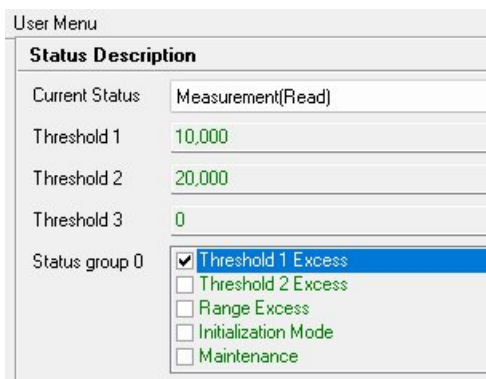 User Menu
Status Description
Current Status Measurement(Read)
Threshold 1 10,000
Threshold 2 20,000
Threshold 3 0
Status group 0 Threshold 1 Excess
Threshold 2 Excess
Range Excess
Initialization Mode
Maintenance